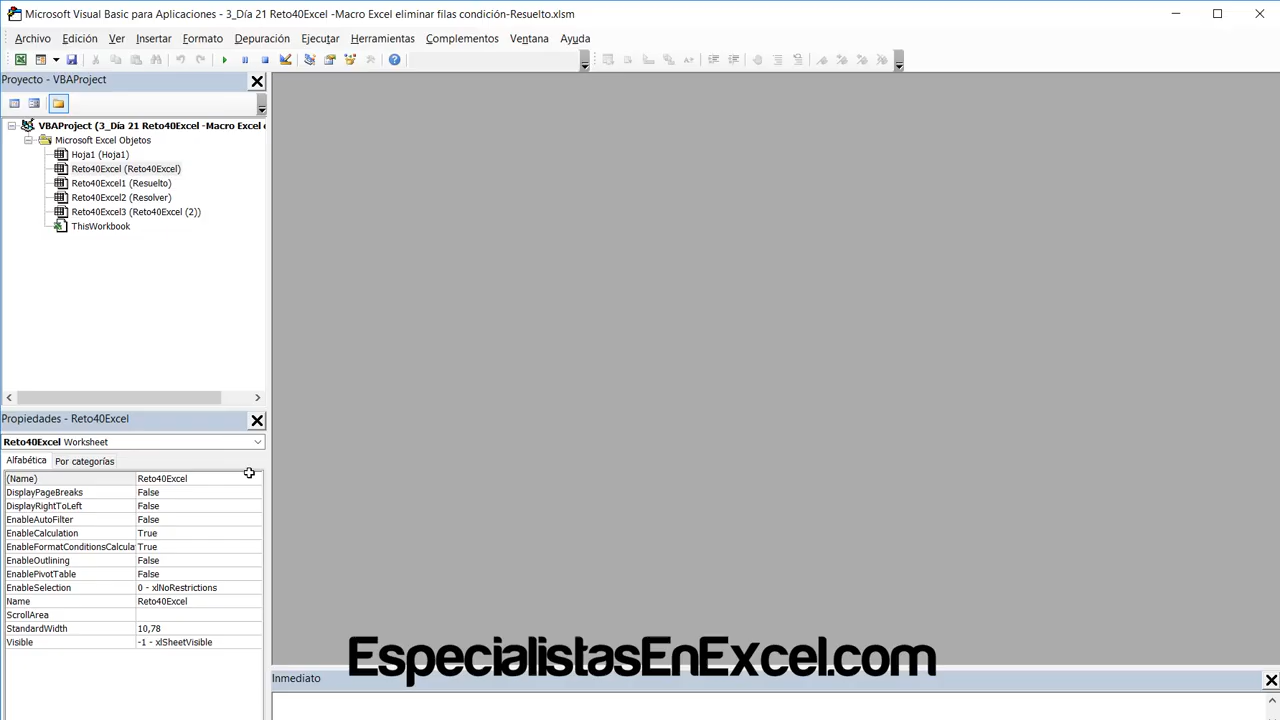 Microsoft Visual Basic para Aplicaciones - 3_Día 21 Reto40Excel -Macro Excel eliminar filas condición-Resuelto.xlsm
Archivo Edición Ver Insertar Formato Depuración Ejecutar Herramientas Complementos Ventana Ayuda
Proyecto - VBAProject
VBAProject (3_Día 21 Reto40Excel -Macro Excel
Microsoft Excel Objetos
Hoja1 (Hoja1)
Reto40Excel (Reto40Excel)
Reto40Excel1 (Resuelto)
Reto40Excel2 (Resolver)
Reto40Excel3 (Reto40Excel (2))
ThisWorkbook
Propiedades - Reto40Excel
Reto40Excel Worksheet
Alfabética Por categorías
(Name) Reto40Excel
DisplayPageBreaks False
DisplayRightToLeft False
EnableAutoFilter False
EnableCalculation True
EnableFormatConditionsCalcula True
EnableOutlining False
EnablePivotTable False
EnableSelection 0 - xlNoRestrictions
Name Reto40Excel
ScrollArea
StandardWidth 10,78
Visible -1 - xlSheetVisible
EspecialistasEnExcel.com
Inmediato